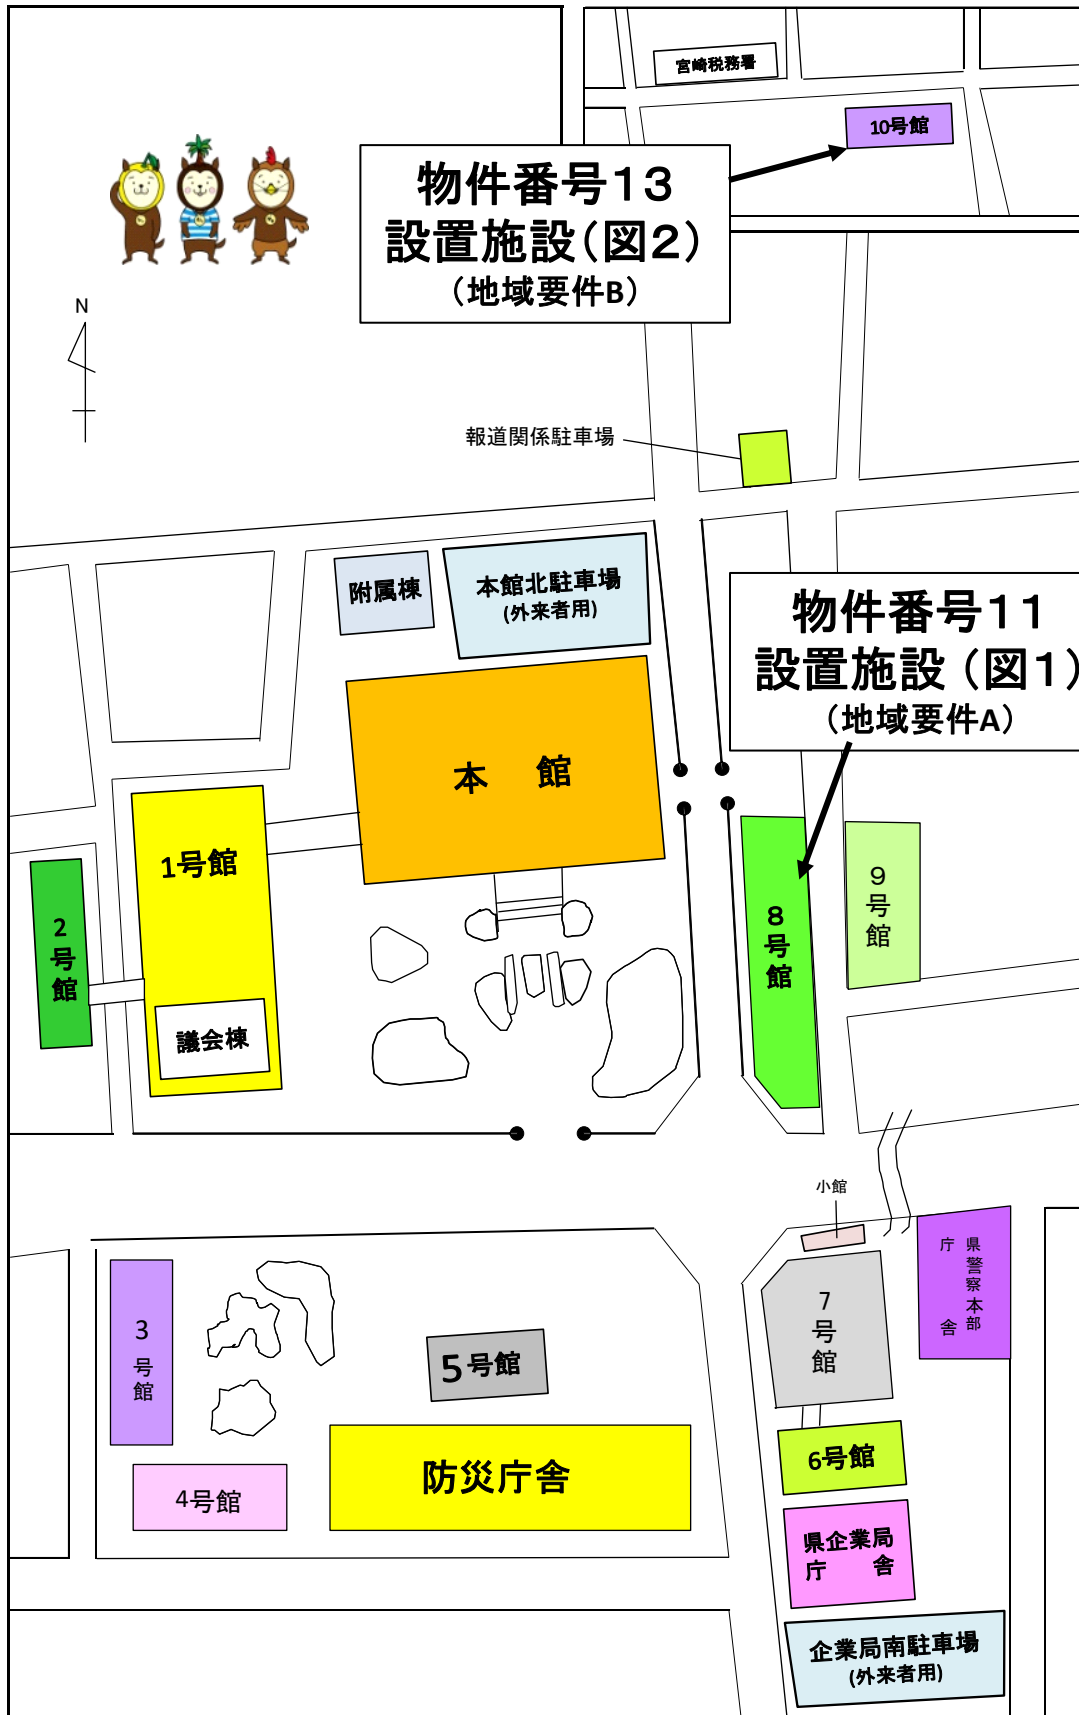 宮崎税務署
10号館
物件番号13
設置施設（図2）
（地域要件B）
N
報道関係駐車場
附属棟
本館北駐車場
(外来者用)
物件番号11
設置施設（図1）
（地域要件A）
本　館
1号館
2号館
議会棟
8号館
9号館
小館
県警察本部
庁　舎
7号館
3号館
5号館
防災庁舎
4号館
6号館
県企業局
庁　舎
企業局南駐車場
(外来者用)